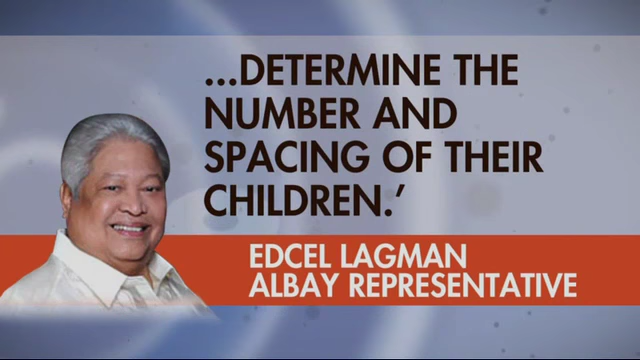 ...DETERMINE THE
NUMBER AND
SPACING OF THEIR
CHILDREN.’
EDCEL LAGMAN
ALBAY REPRESENTATIVE